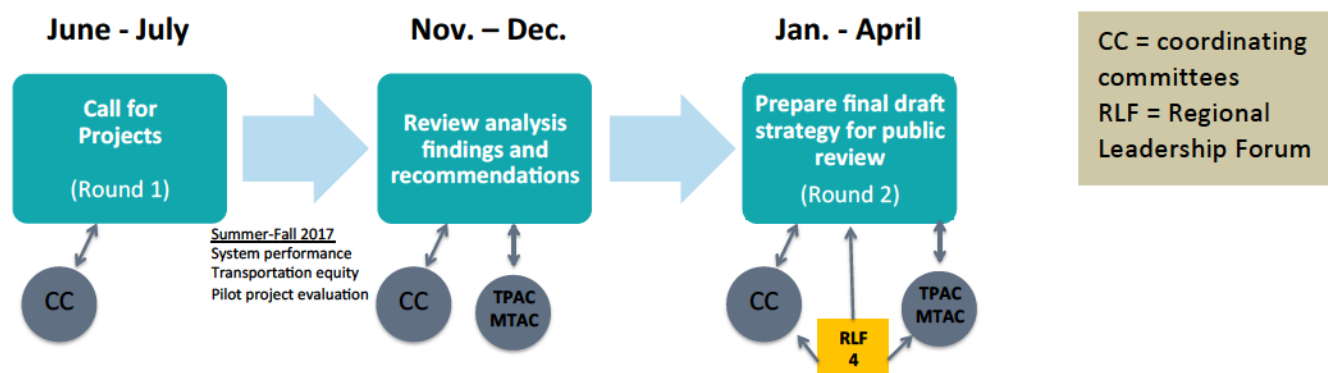 June - July
Nov. – Dec.
Jan. - April
Call for
Projects
(Round 1)
Review analysis
findings and
recommendations
Prepare final draft
strategy for public
review
(Round 2)
CC = coordinating
committees
RLF = Regional
Leadership Forum
Summer-Fall 2017
System performance
Transportation equity
Pilot project evaluation
CC
CC
TPAC
MTAC
CC
RLF
4
TPAC
MTAC